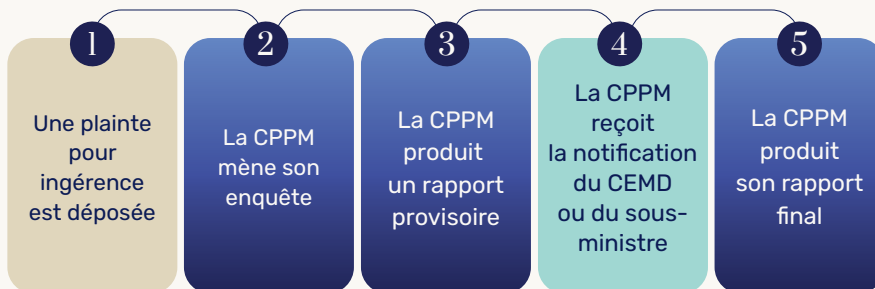 1
Une plainte
pour
ingérence
est déposée
2
La CPPM
mène son
enquête
3
La CPPM
produit
un rapport
provisoire
4
La CPPM
reçoit
la notification
du CEMD
ou du sous-
ministre
5
La CPPM
produit
son rapport
final